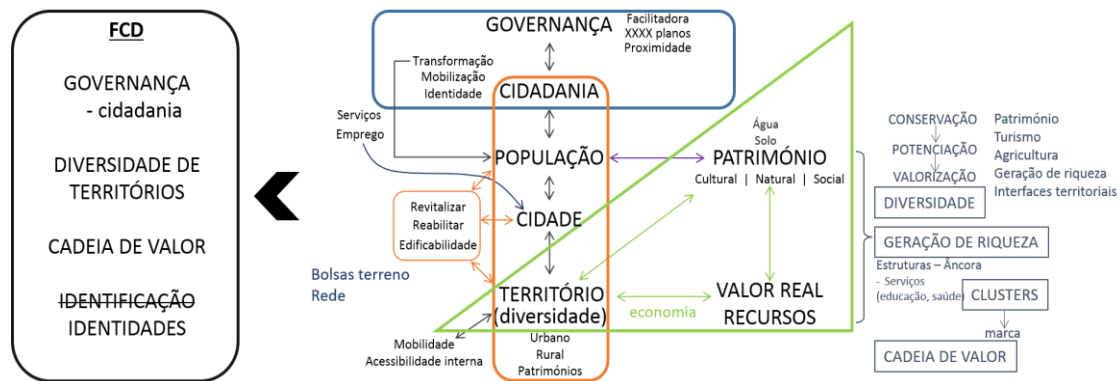 FCD
GOVERNANÇA
- cidadania
DIVERSIDADE DE
TERRITÓRIOS
CADEIA DE VALOR
IDENTIFICAÇÃO
IDENTIDADES
GOVERNANÇA
Facilitadora
XXXX planos
Proximidade
Transformação
Mobilização
Identidade
CIDADANIA
Serviços
Emprego
POPULAÇÃO
Água
Solo
PATRIMÓNIO
Cultural | Natural | Social
Revitalizar
Reabilitar
Edificabilidade
CIDADE
Bolsas terreno
Rede
TERRITÓRIO
(diversidade)
economia
VALOR REAL
RECURSOS
Mobilidade
Acessibilidade interna
Urbano
Rural
Patrimónios
CONSERVAÇÃO
POTENCIAÇÃO
VALORIZAÇÃO
Património
Turismo
Agricultura
Geração de riqueza
Interfaces territoriais
DIVERSIDADE
GERAÇÃO DE RIQUEZA
Estruturas – Âncora
- Serviços
(educação, saúde)
CLUSTERS
marca
CADEIA DE VALOR